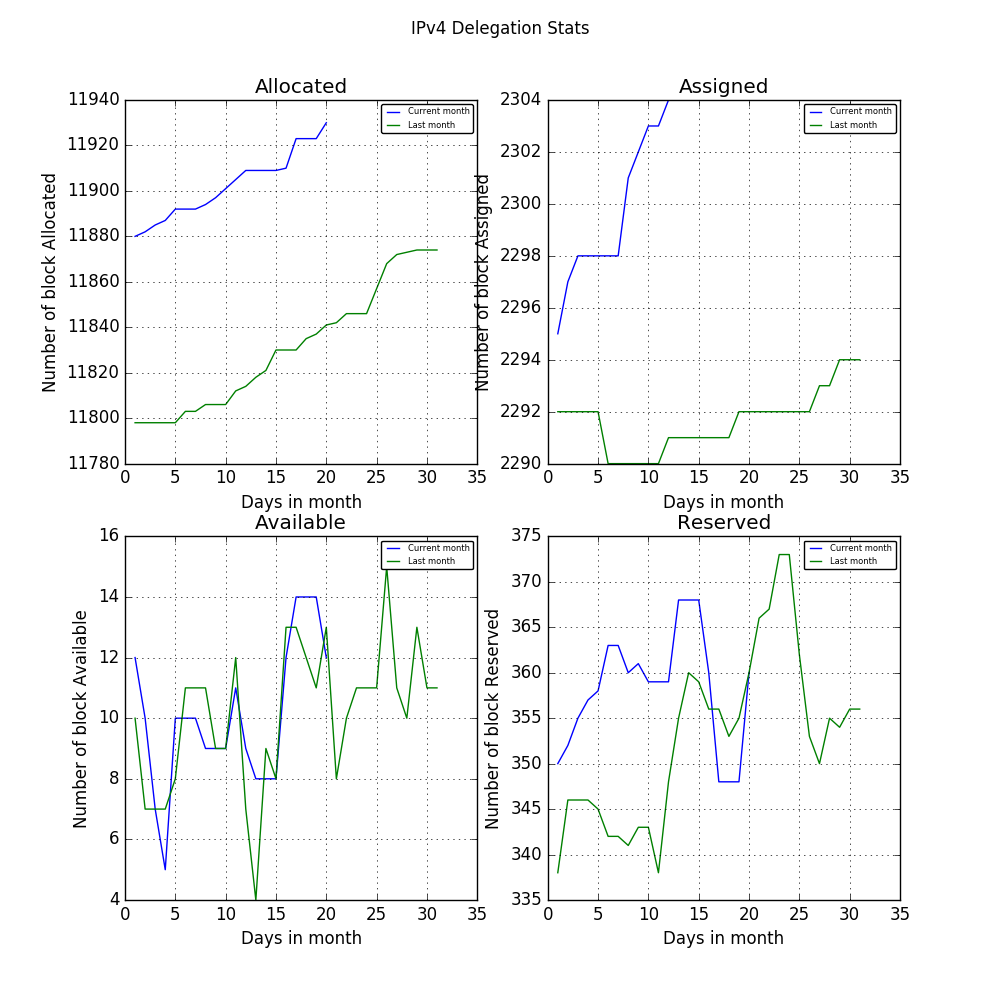 IPv4 Delegation Stats
Allocated
11940
11920
11900
11880
11860
11840
11820
11800
11780
0 5 10 15 20 25 30 35
Number of block Allocated
Days in month
Current month
Last month
Assigned
2304
2302
2300
2298
2296
2294
2292
2290
0 5 10 15 20 25 30 35
Number of block Assigned
Days in month
Current month
Last month
Available
16
14
12
10
8
6
4
0 5 10 15 20 25 30 35
Number of block Available
Days in month
Current month
Last month
Reserved
375
370
365
360
355
350
345
340
335
0 5 10 15 20 25 30 35
Number of block Reserved
Days in month
Current month
Last month